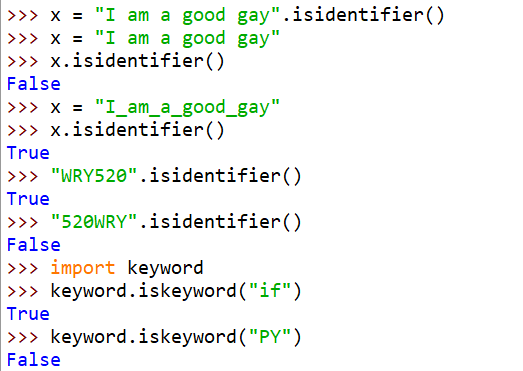 >>> x = "I am a good gay".isidentifier()
>>> x = "I am a good gay"
>>> x.isidentifier()
False
>>> x = "I_am_a_good_gay"
>>> x.isidentifier()
True
>>> "WRY520".isidentifier()
True
>>> "520WRY".isidentifier()
False
>>> import keyword
>>> keyword.iskeyword("if")
True
>>> keyword.iskeyword("PY")
False